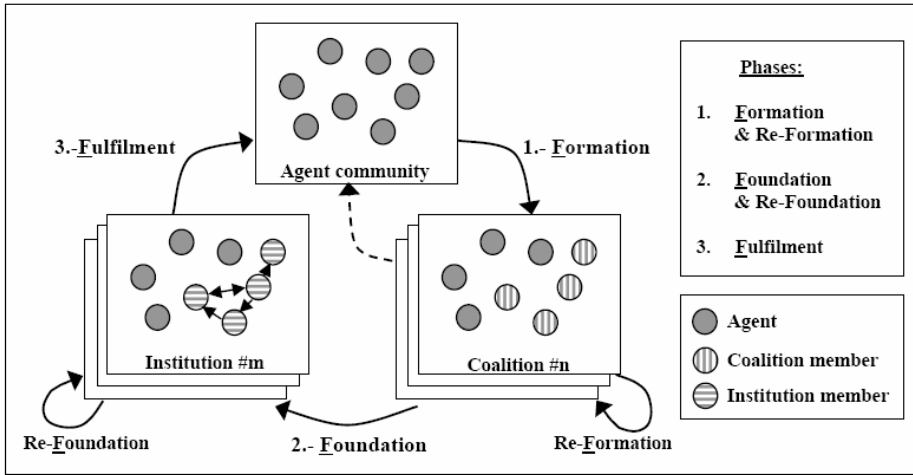 Agent community
3.-Fulfilment
1.- Formation
Institution #m
Coalition #n
Re-Foundation
2.- Foundation
Re-Formation
Phases:
1. Formation
& Re-Formation
2. Foundation
& Re-Foundation
3. Fulfilment
Agent
Coalition member
Institution member